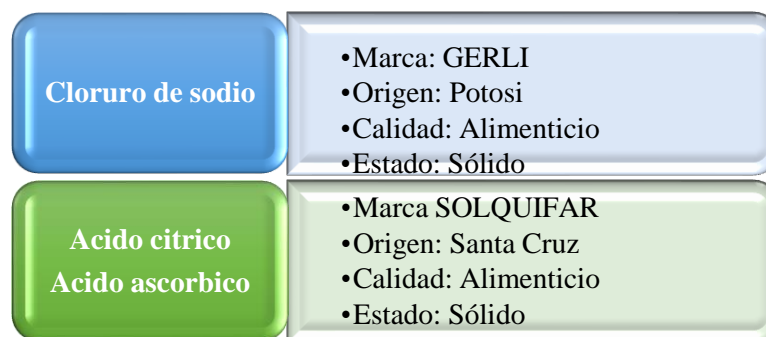 Cloruro de sodio
•Marca: GERLI
•Origen: Potosi
•Calidad: Alimenticio
•Estado: Sólido
Acido citrico
Acido ascorbico
•Marca SOLQUIFAR
•Origen: Santa Cruz
•Calidad: Alimenticio
•Estado: Sólido